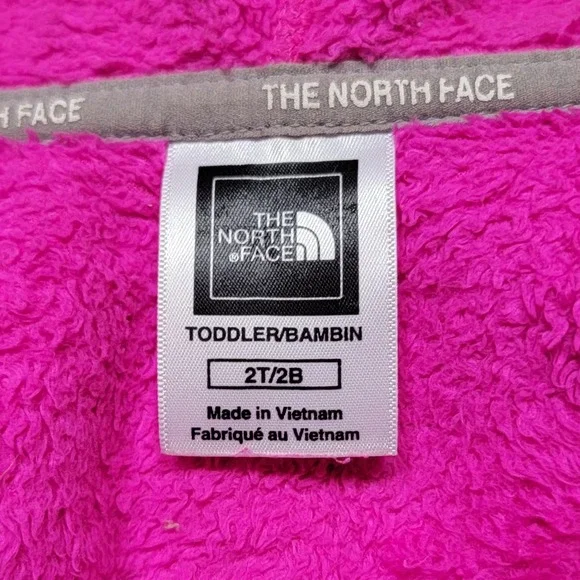 H FACE
THE NORTH FACE
THE
NORTH
®FACE
TODDLER/BAMBIN
2T/2B
Made in Vietnam
Fabriqué au Vietnam